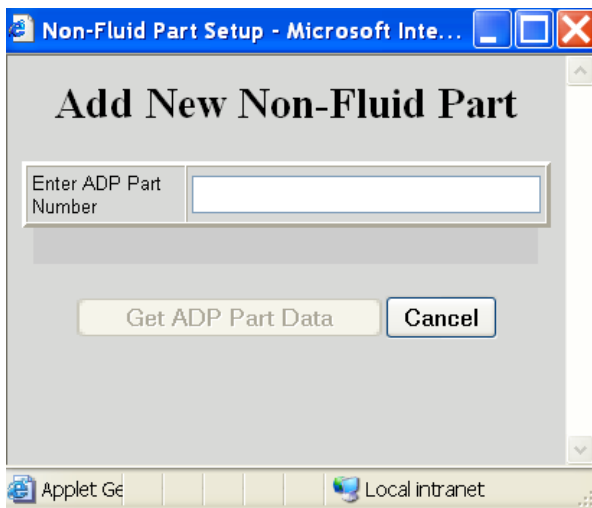 Non-Fluid Part Setup - Microsoft Inte...
Add New Non-Fluid Part
Enter ADP Part
Number
Get ADP Part Data
Cancel
Applet Ge
Local intranet